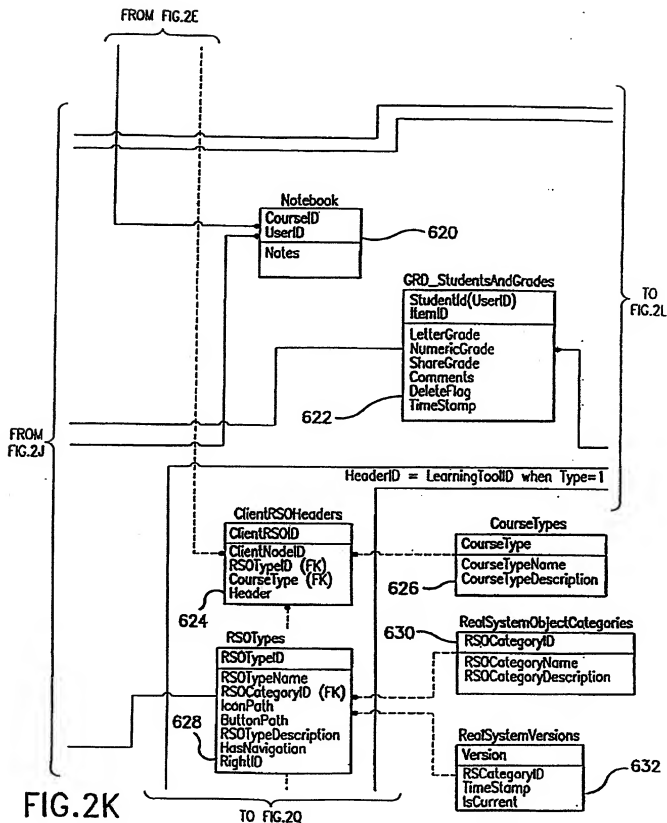 FROM FIG.2E
Notebook
CourseID
UserID
Notes
620
GRD_StudentsAndGrades
StudentId(UserID)
ItemID
LetterGrade
NumericGrade
ShareGrade
Comments
DeleteFlag
TimeStamp
622
TO
FIG.2L
FROM
FIG.2J
HeaderID = LearningToolID when Type=1
ClientRSOHeaders
ClientRSOID
ClientNodeID
RSOTypeID (FK)
CourseType (FK)
Header
624
CourseTypes
CourseType
CourseTypeName
CourseTypeDescription
626
RSOTypes
RSOTypeID
RSOTypeName
RSOCategoryID (FK)
IconPath
ButtonPath
RSOTypeDescription
HasNavigation
RightID
628
RealSystemObjectCategories
630
RSOCategoryID
RSOCategoryName
RSOCategoryDescription
RealSystemVersions
Version
RSCategoryID
TimeStamp
IsCurrent
632
FIG.2K
TO FIG.2Q